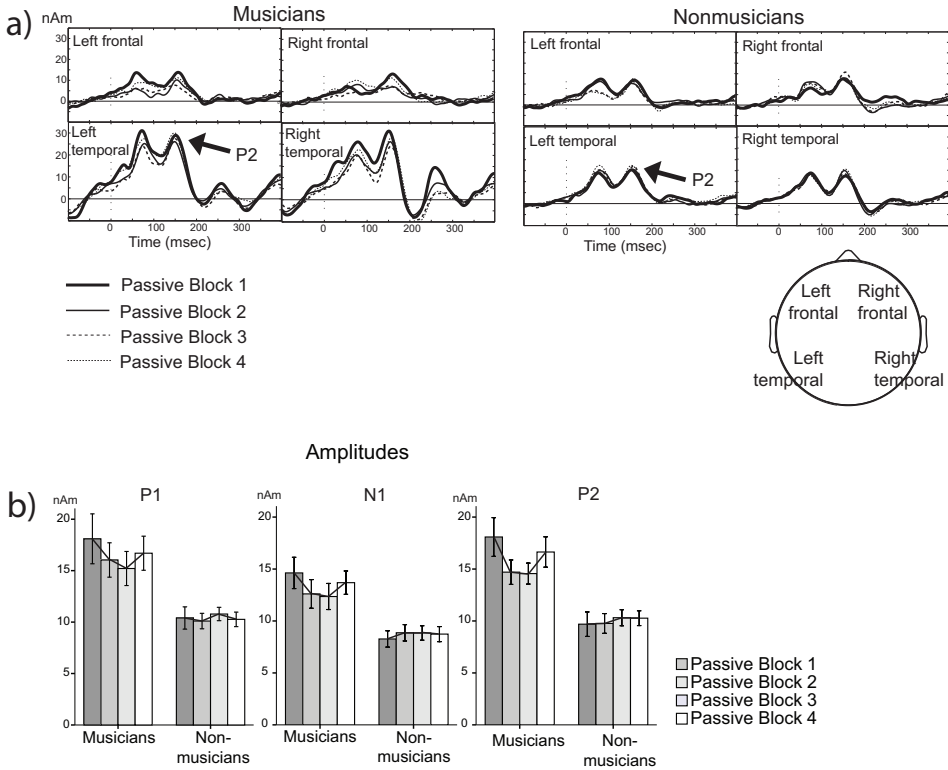 a)
nAm
Musicians
Nonmusicians
30
20
10
0
Left frontal
Right frontal
Left frontal
Right frontal
30
20
10
0
Left
temporal
P2
Right
temporal
Left temporal
P2
Right temporal
0 100 200 300
0 100 200 300
0 100 200 300
0 100 200 300
Time (msec)
Time (msec)
Passive Block 1
Passive Block 2
Passive Block 3
Passive Block 4
Left
frontal
Right
frontal
Left
temporal
Right
temporal
Amplitudes
b)
nAm
P1
20
15
10
15
0
Musicians
Non-
musicians
nAm
N1
20
15
10
15
0
Musicians
Non-
musicians
nAm
P2
20
15
10
15
0
Musicians
Non-
musicians
Passive Block 1
Passive Block 2
Passive Block 3
Passive Block 4